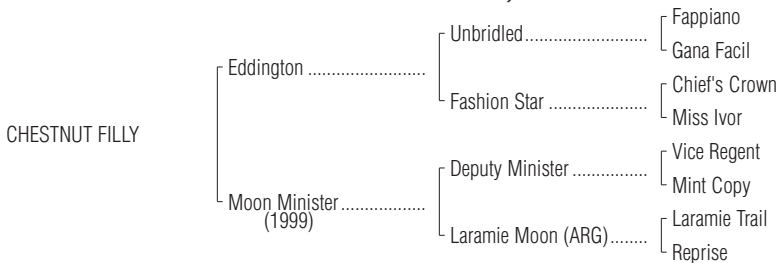 Fappiano
Unbridled
Gana Facil
Eddington
Chief's Crown
Fashion Star
Miss Ivor
CHESTNUT FILLY
Vice Regent
Deputy Minister
Mint Copy
Moon Minister
(1999)
Laramie Trail
Laramie Moon (ARG)
Reprise